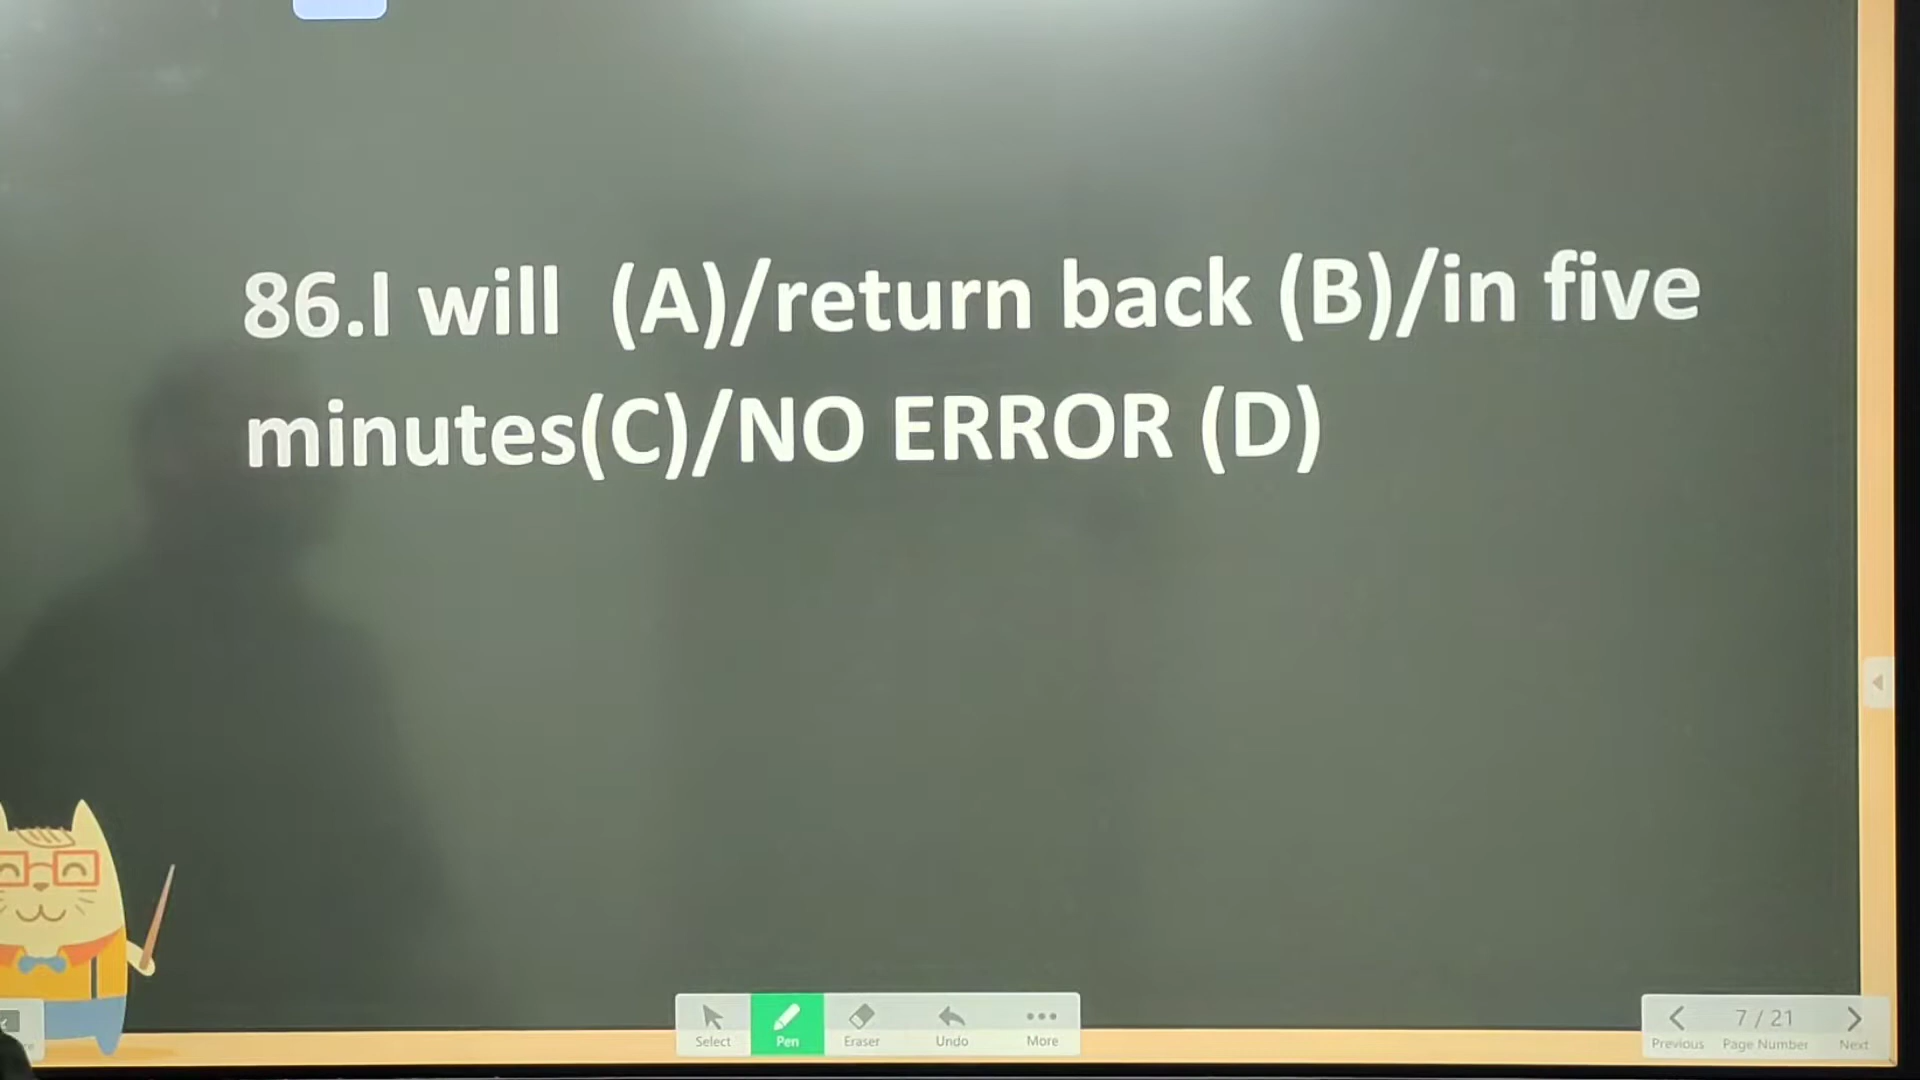 86.I will (A)/return back (B)/in five
minutes(C)/NO ERROR (D)
Select Pen Eraser Undo More
7 / 21
Previous Page Number Next